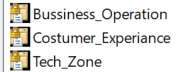 Bussiness_Operation
Costumer_Experiance
Tech_Zone